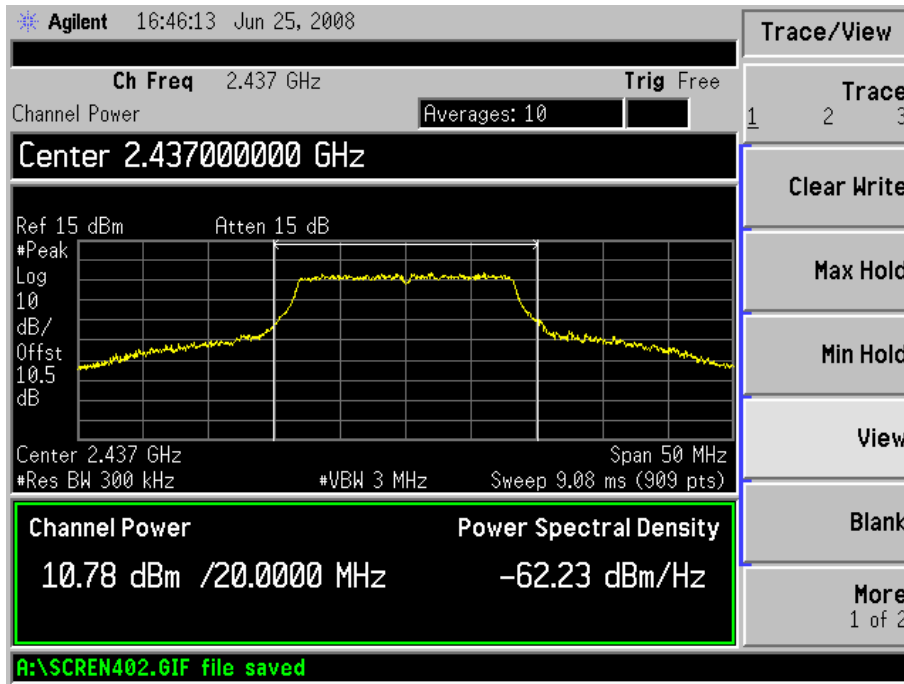 Agilent 16:46:13 Jun 25, 2008
Trace/View
Ch Freq 2.437 GHz Trig Free
Channel Power Averages: 10
Trace
1 2 3
Center 2.437000000 GHz
Clear Write
Ref 15 dBm Atten 15 dB
#Peak
Log
10
dB/
Offst
10.5
dB
Max Hold
Min Hold
Center 2.437 GHz Span 50 MHz
#Res BW 300 kHz #VBW 3 MHz Sweep 9.08 ms (909 pts)
View
Channel Power Power Spectral Density
10.78 dBm /20.0000 MHz -62.23 dBm/Hz
Blank
More
1 of 2
A:\SCREN402.GIF file saved